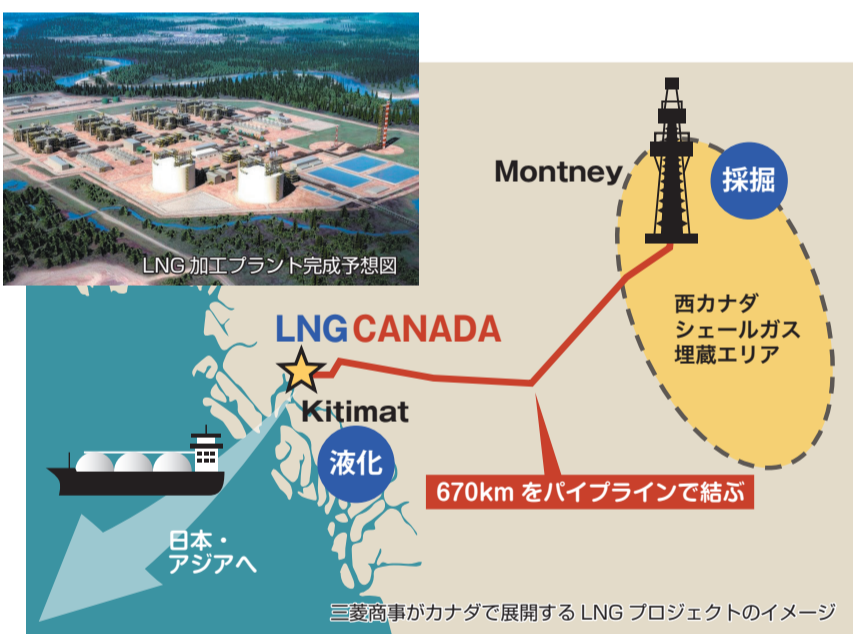 LNG 加工プラント完成予想図
Montney
採掘
西カナダ
シェールガス
埋蔵エリア
LNG CANADA
Kitimat
液化
670km をパイプラインで結ぶ
日本・
アジアへ
三菱商事がカナダで展開する LNG プロジェクトのイメージ